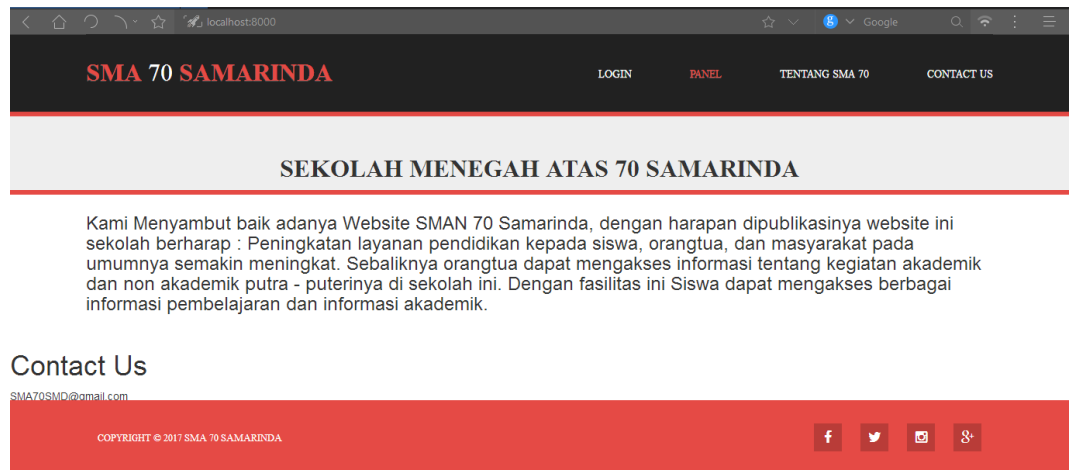 localhost:8000
g Google
SMA 70 SAMARINDA
LOGIN PANEL TENTANG SMA 70 CONTACT US
SEKOLAH MENEGAH ATAS 70 SAMARINDA
Kami Menyambut baik adanya Website SMAN 70 Samarinda, dengan harapan dipublikasinya website ini
sekolah berharap : Peningkatan layanan pendidikan kepada siswa, orangtua, dan masyarakat pada
umumnya semakin meningkat. Sebaliknya orangtua dapat mengakses informasi tentang kegiatan akademik
dan non akademik putra - puterinya di sekolah ini. Dengan fasilitas ini Siswa dapat mengakses berbagai
informasi pembelajaran dan informasi akademik.
Contact Us
SMA70SMD@gmail.com
COPYRIGHT © 2017 SMA 70 SAMARINDA